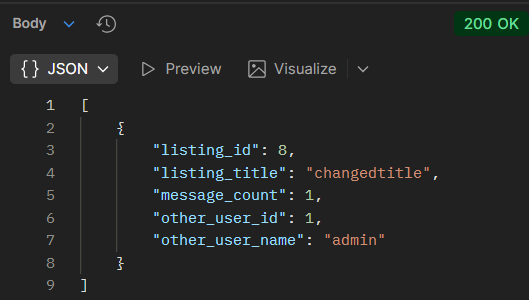 Body
200 OK
{} JSON
Preview
Visualize
1 [
2 {
3 "listing_id": 8,
4 "listing_title": "changedtitle",
5 "message_count": 1,
6 "other_user_id": 1,
7 "other_user_name": "admin"
8 }
9 ]